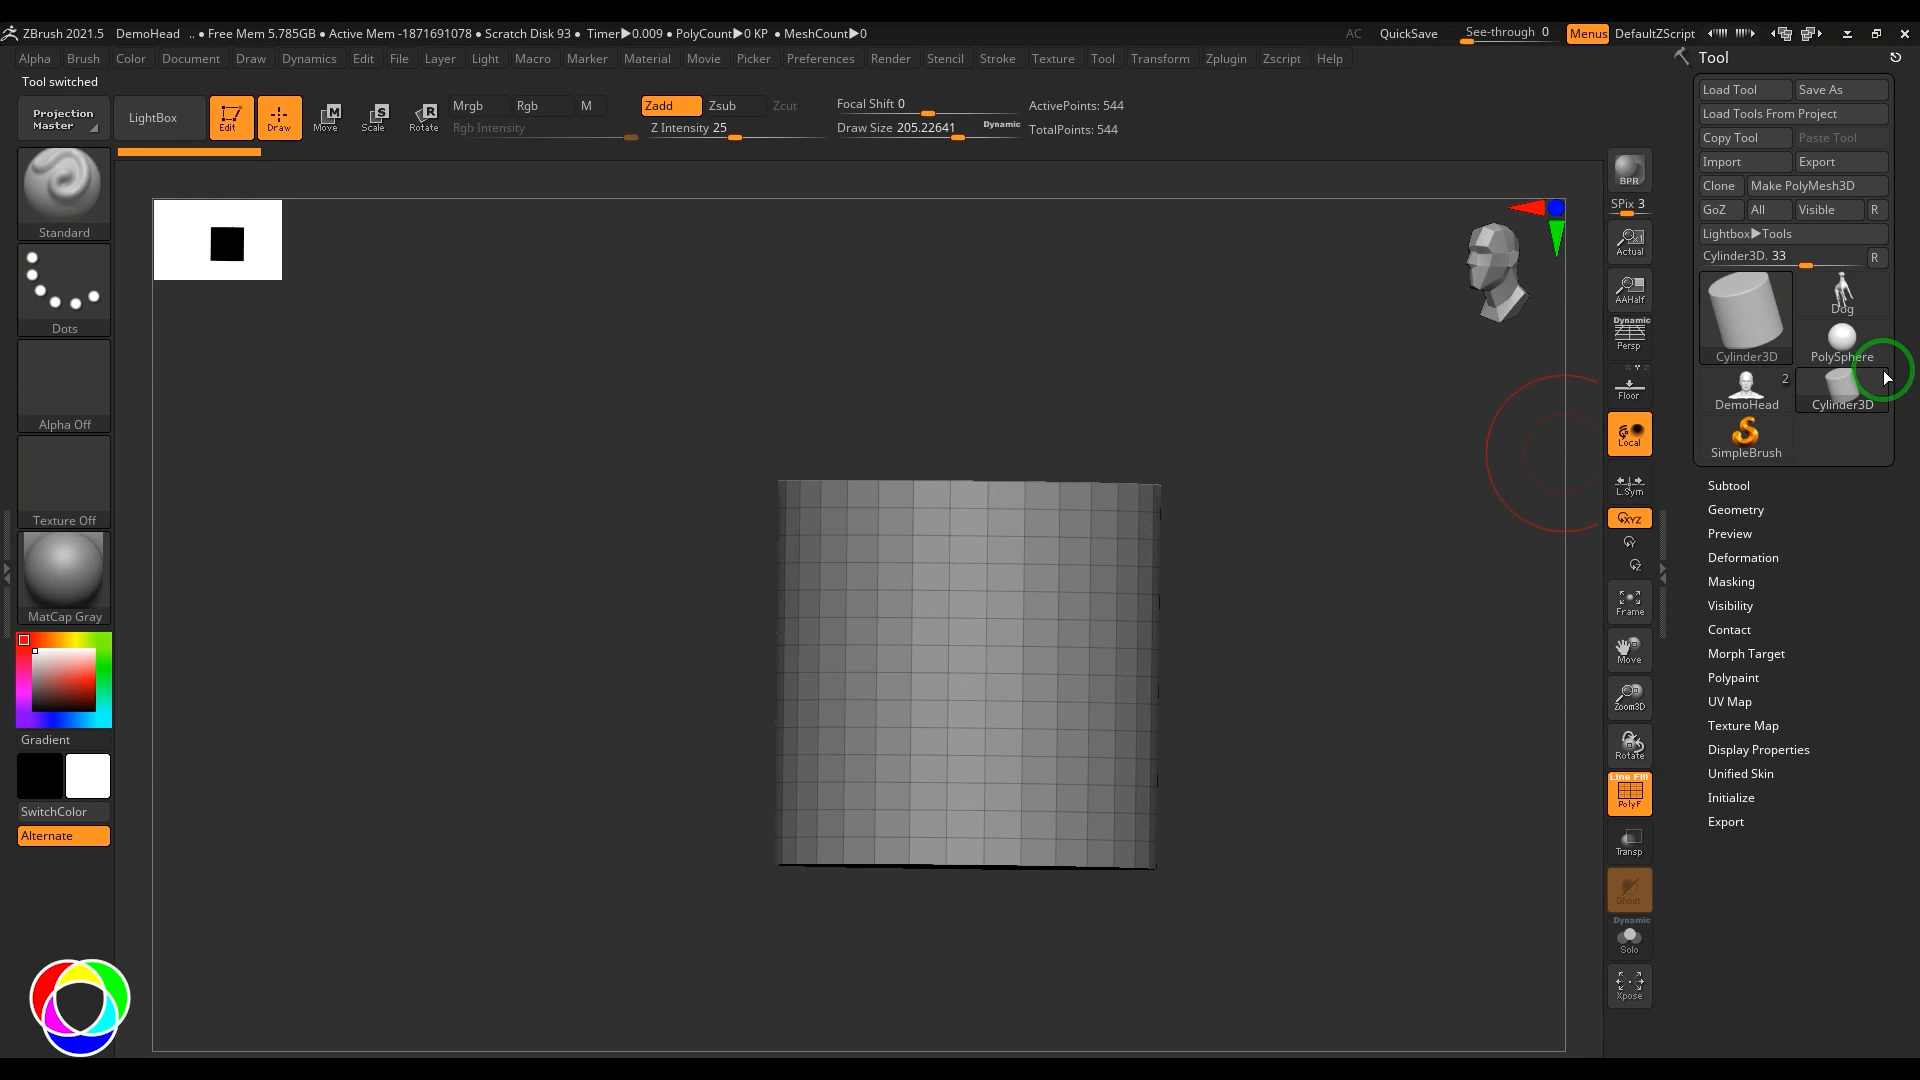 ZBrush 2021.5 DemoHead .. ● Free Mem 5.785GB ● Active Mem -1871691078 ● Scratch Disk 93 ● Timer▶0.009 ● PolyCount▶0 KP ● MeshCount▶0 AC QuickSave See-through 0 Menus DefaultZScript
Alpha Brush Color Document Draw Dynamics Edit File Layer Light Macro Marker Material Movie Picker Preferences Render Stencil Stroke Texture Tool Transform Zplugin Zscript Help
Tool switched
Projection
Master
LightBox
Edit
Draw
Move
Scale
Rotate
Mrgb Rgb M
Rgb Intensity
Zadd Zsub Zcut
Z Intensity 25
Focal Shift 0
Draw Size 205.22641 Dynamic
ActivePoints: 544
TotalPoints: 544
Standard
Dots
Alpha Off
Texture Off
MatCap Gray
Gradient
SwitchColor
Alternate
BPR
SPix 3
Actual
AAHalf
Dynamic
Persp
Floor
Local
L.Sym
XYZ
Y
Z
Frame
Move
Zoom3D
Rotate
Line Fill
PolyF
Transp
Ghost
Dynamic
Solo
Xpose
Tool
Load Tool Save As
Load Tools From Project
Copy Tool Paste Tool
Import Export
Clone Make PolyMesh3D
GoZ All Visible R
Lightbox▶Tools
Cylinder3D. 33 R
Cylinder3D
Dog
PolySphere
2
DemoHead
Cylinder3D
SimpleBrush
Subtool
Geometry
Preview
Deformation
Masking
Visibility
Contact
Morph Target
Polypaint
UV Map
Texture Map
Display Properties
Unified Skin
Initialize
Export